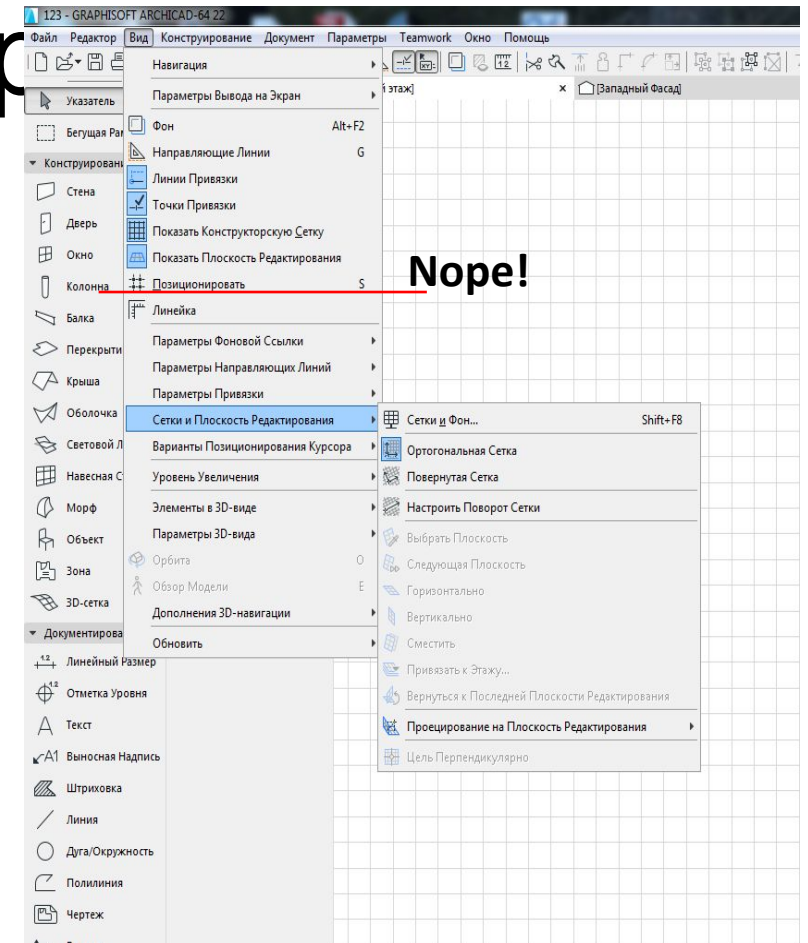 123 - GRAPHISOFT ARCHICAD-64 22
Файл Редактор Вид Конструирование Документ Параметры Teamwork Окно Помощь
Указатель
Бегущая
Конструировани
Стена
Дверь
Окно
Колонна
Балка
Перекрыти
Крыша
Оболочка
Световой Л
Навесная С
Морф
Объект
Зона
3D-сетка
Документирова
1.2 Линейный Размер
1.2 Отметка Уровня
A Текст
A1 Выносная Надпись
Штриховка
Линия
Дуга/Окружность
Полилиния
Чертеж
Навигация
Параметры Вывода на Экран
Фон Alt+F2
Направляющие Линии G
Линии Привязки
Точки Привязки
Показать Конструкторскую Сетку
Показать Плоскость Редактирования
Позиционировать S
Линейка
Параметры Фоновой Ссылки
Параметры Направляющих Линий
Параметры Привязки
Сетки и Плоскость Редактирования
Варианты Позиционирования Курсора
Уровень Увеличения
Элементы в 3D-виде
Параметры 3D-вида
Орбита O
Обзор Модели E
Дополнения 3D-навигации
Обновить
й этаж] x [Западный Фасад]
Nope!
Сетки и Фон... Shift+F8
Ортогональная Сетка
Повернутая Сетка
Настроить Поворот Сетки
Выбрать Плоскость
Следующая Плоскость
Горизонтально
Вертикально
Сместить
Привязать к Этажу...
Вернуться к Последней Плоскости Редактирования
Проецирование на Плоскость Редактирования
Цель Перпендикулярно